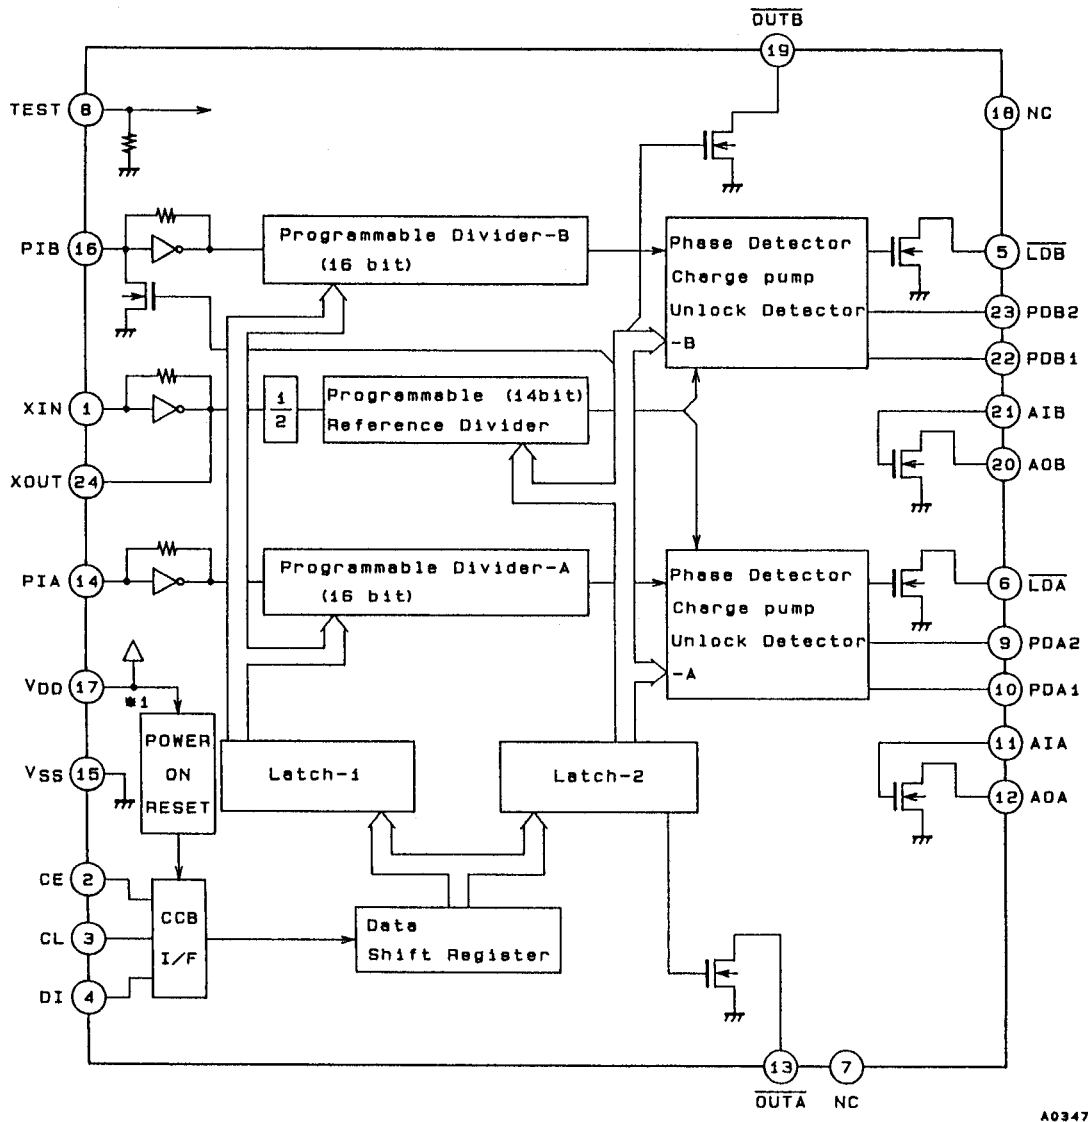 OUTB
19
TEST 8
18 NC
PIB 16
Programmable Divider-B
(16 bit)
Phase Detector
Charge pump
Unlock Detector
-B
5 LDB
23 PDB2
22 PDB1
XIN 1
1/2
Programmable (14bit)
Reference Divider
21 AIB
20 AOB
XOUT 24
PIA 14
Programmable Divider-A
(16 bit)
Phase Detector
Charge pump
Unlock Detector
-A
6 LDA
9 PDA2
10 PDA1
VDD 17
*1
POWER
ON
RESET
VSS 15
Latch-1
Latch-2
11 AIA
12 AOA
CE 2
CL 3
DI 4
CCB
I/F
Data
Shift Register
13
7
OUTA
NC
A0347